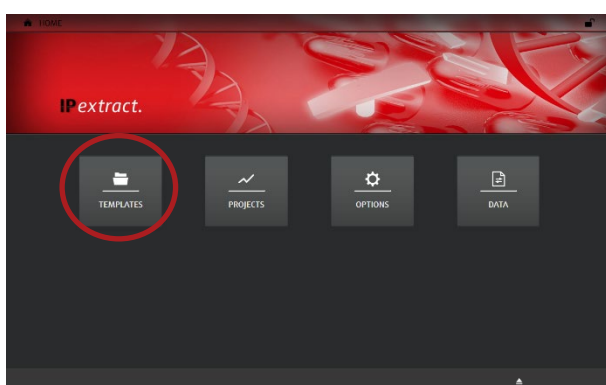 HOME
IPextract.
TEMPLATES
PROJECTS
OPTIONS
DATA